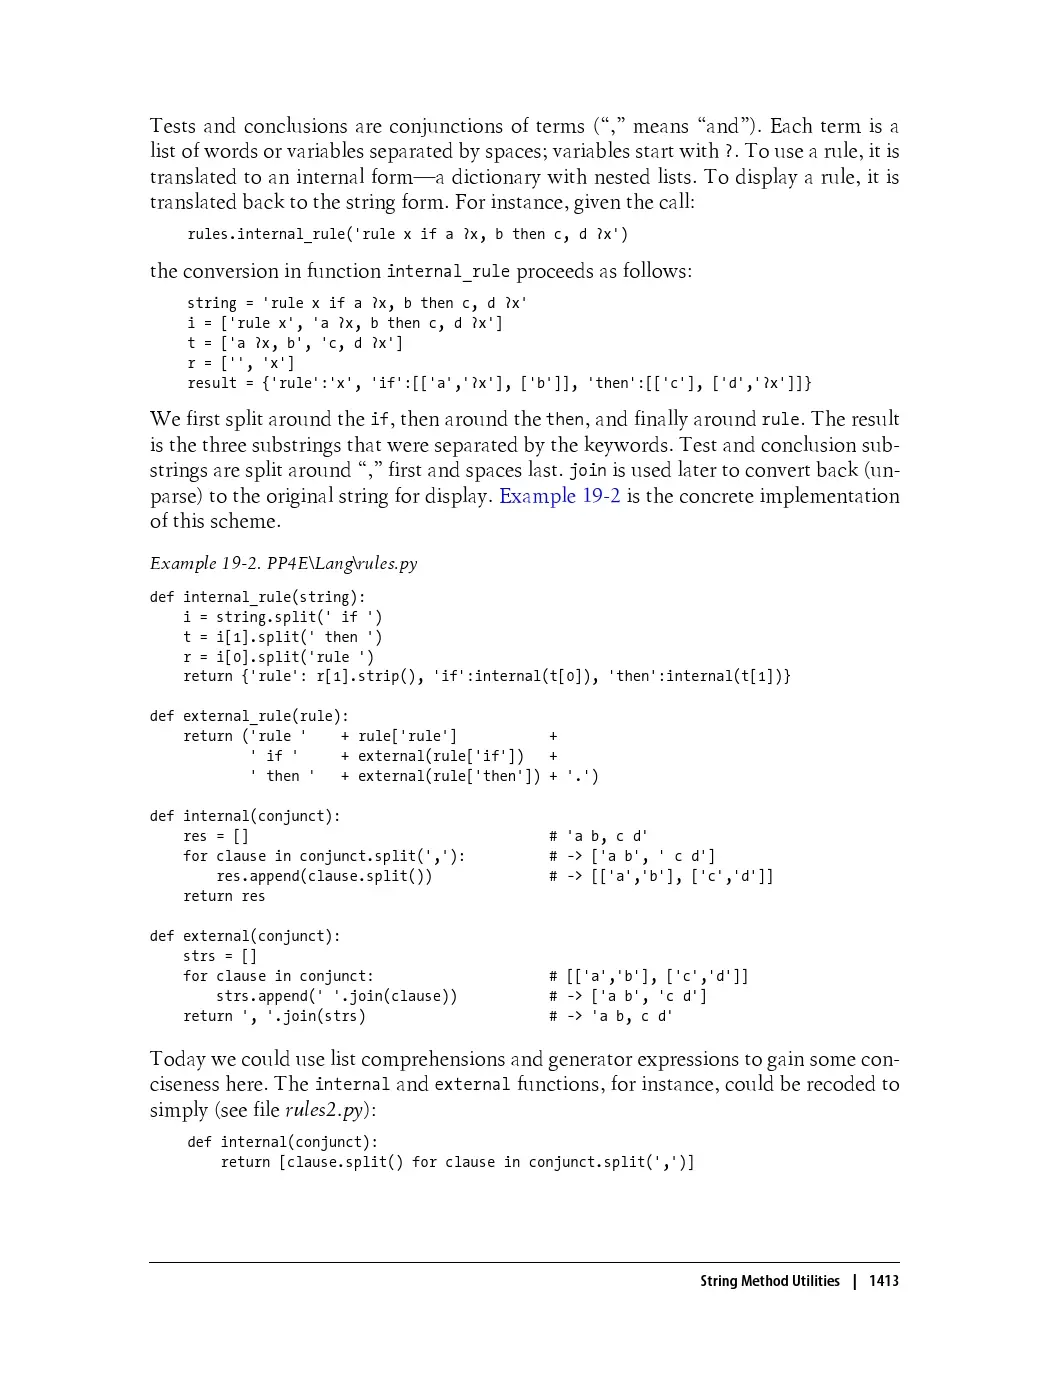 Tests and conclusions are conjunctions of terms (“,” means “and”). Each term is a
list of words or variables separated by spaces; variables start with ?. To use a rule, it is
translated to an internal form—a dictionary with nested lists. To display a rule, it is
translated back to the string form. For instance, given the call:
rules.internal_rule('rule x if a ?x, b then c, d ?x')
the conversion in function internal_rule proceeds as follows:
string = 'rule x if a ?x, b then c, d ?x'
i = ['rule x', 'a ?x, b then c, d ?x']
t = ['a ?x, b', 'c, d ?x']
r = ['', 'x']
result = {'rule':'x', 'if':[['a','?x'], ['b']], 'then':[['c'], ['d','?x']]}
We first split around the if, then around the then, and finally around rule. The result
is the three substrings that were separated by the keywords. Test and conclusion sub-
strings are split around “,” first and spaces last. join is used later to convert back (un-
parse) to the original string for display. Example 19-2 is the concrete implementation
of this scheme.
Example 19-2. PP4E\Lang\rules.py
def internal_rule(string):
    i = string.split(' if ')
    t = i[1].split(' then ')
    r = i[0].split('rule ')
    return {'rule': r[1].strip(), 'if':internal(t[0]), 'then':internal(t[1])}
def external_rule(rule):
    return ('rule '    + rule['rule']           +
            ' if '     + external(rule['if'])   +
            ' then '   + external(rule['then']) + '.')
def internal(conjunct):
    res = []                                    # 'a b, c d'
    for clause in conjunct.split(','):          # -> ['a b', ' c d']
        res.append(clause.split())              # -> [['a','b'], ['c','d']]
    return res
def external(conjunct):
    strs = []
    for clause in conjunct:                     # [['a','b'], ['c','d']]
        strs.append(' '.join(clause))           # -> ['a b', 'c d']
    return ', '.join(strs)                      # -> 'a b, c d'
Today we could use list comprehensions and generator expressions to gain some con-
ciseness here. The internal and external functions, for instance, could be recoded to
simply (see file rules2.py):
def internal(conjunct):
    return [clause.split() for clause in conjunct.split(',')]
String Method Utilities | 1413